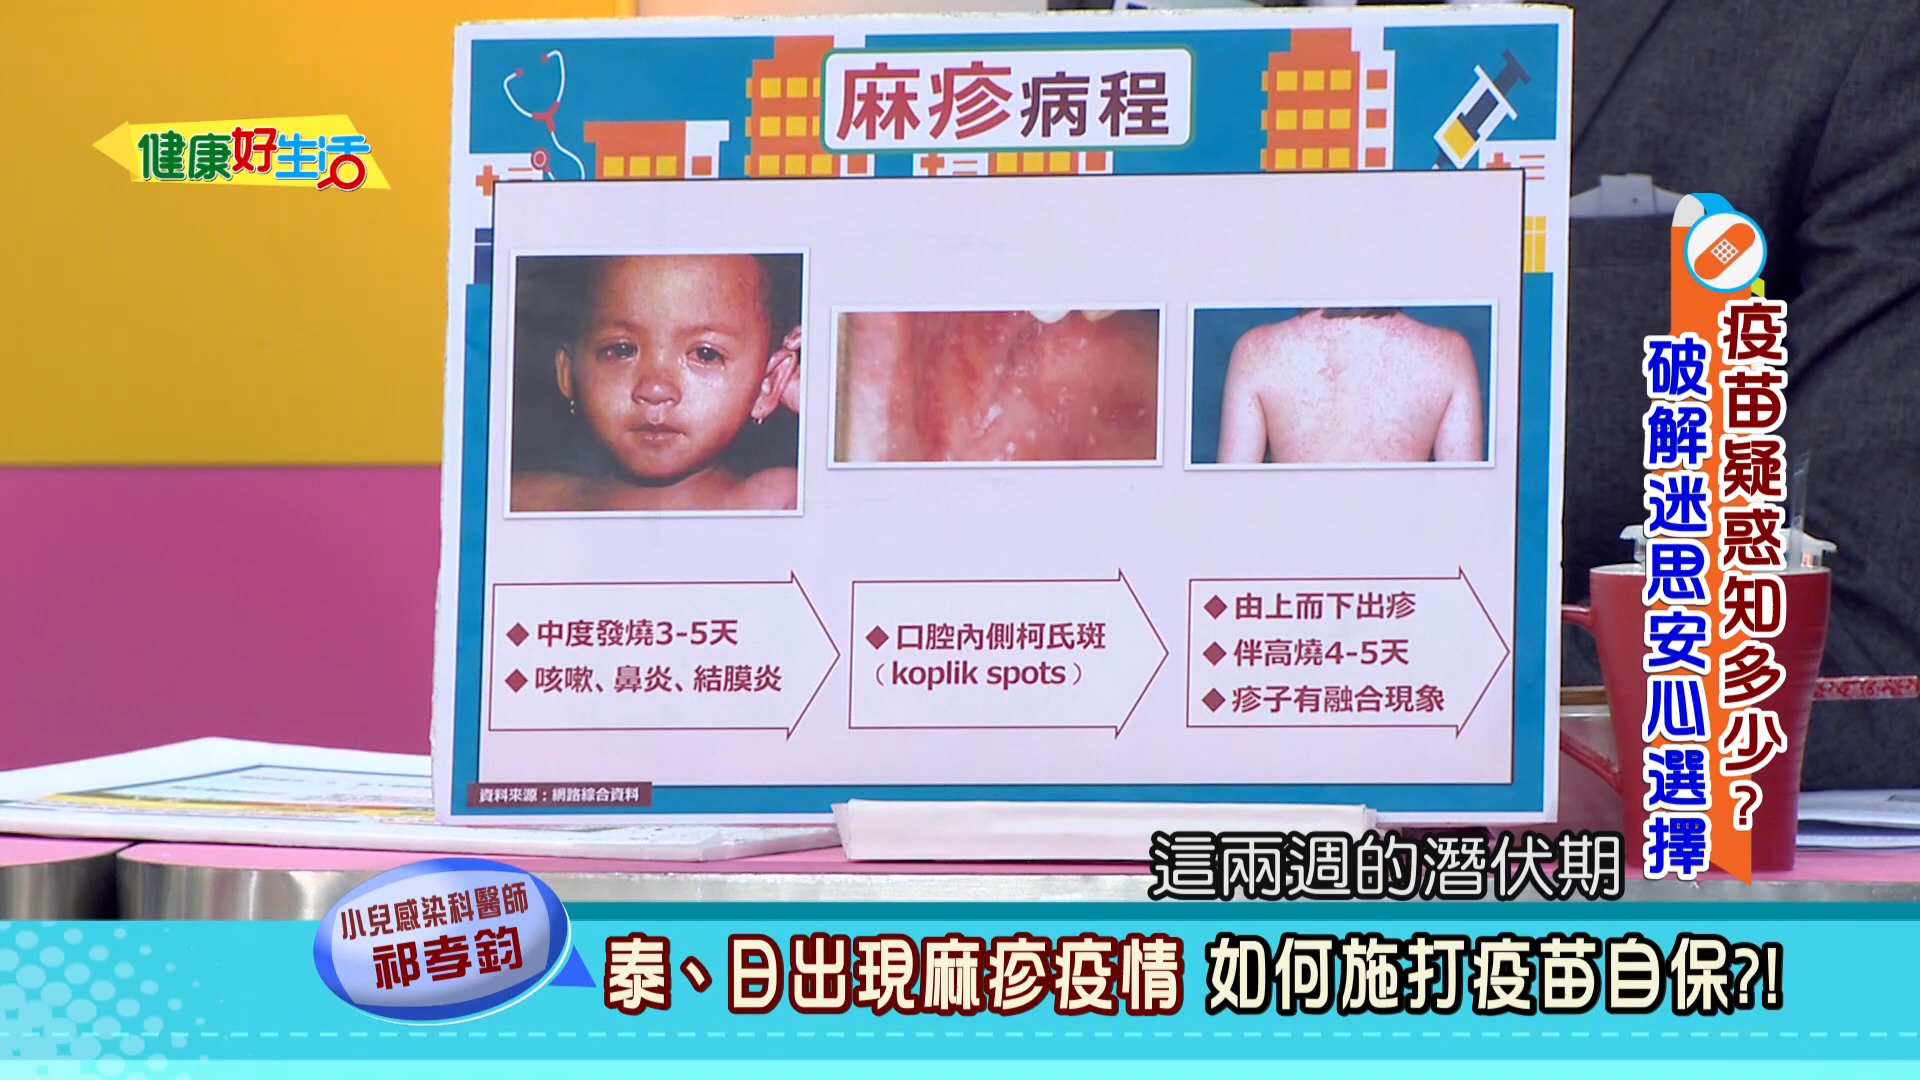 健康好生活
麻疹病程
◆ 中度發燒3-5天
◆ 咳嗽、鼻炎、結膜炎
◆ 口腔內側柯氏斑
（koplik spots）
◆ 由上而下出疹
◆ 伴高燒4-5天
◆ 疹子有融合現象
資料來源：網路綜合資料
疫苗疑惑知多少?
破解迷思安心選擇
這兩週的潛伏期
小兒感染科醫師
祁孝鈞
泰、日出現麻疹疫情 如何施打疫苗自保?!